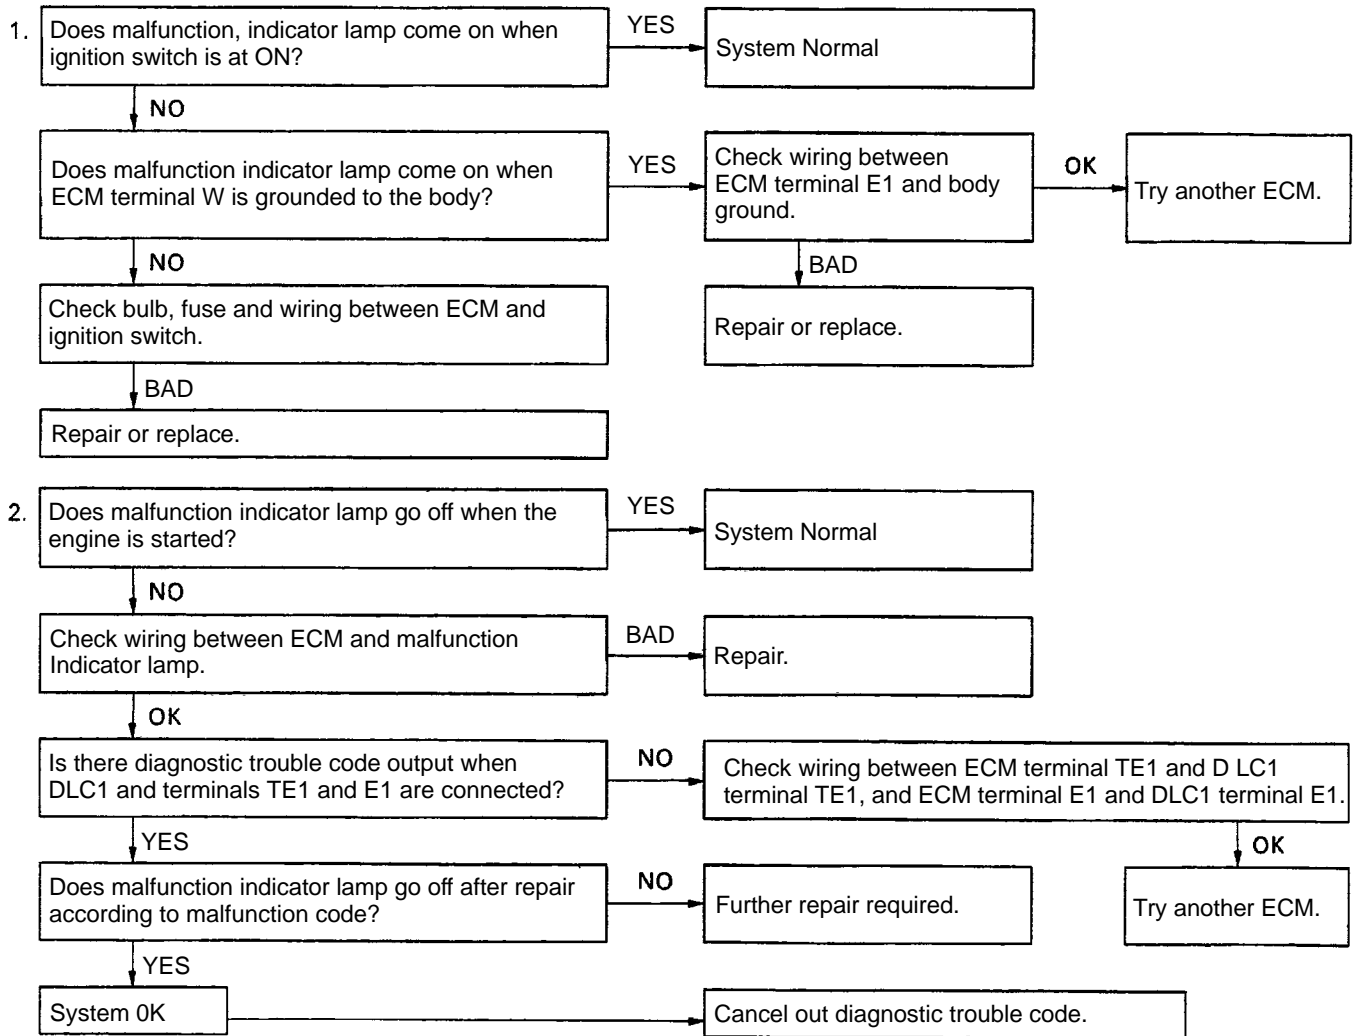 1.
Does malfunction, indicator lamp come on when
ignition switch is at ON?
YES
System Normal
NO
Does malfunction indicator lamp come on when
ECM terminal W is grounded to the body?
YES
Check wiring between
ECM terminal E1 and body
ground.
OK
Try another ECM.
NO
BAD
Check bulb, fuse and wiring between ECM and
ignition switch.
Repair or replace.
BAD
Repair or replace.
2.
Does malfunction indicator lamp go off when the
engine is started?
YES
System Normal
NO
Check wiring between ECM and malfunction
Indicator lamp.
BAD
Repair.
OK
Is there diagnostic trouble code output when
DLC1 and terminals TE1 and E1 are connected?
NO
Check wiring between ECM terminal TE1 and D LC1
terminal TE1, and ECM terminal E1 and DLC1 terminal E1.
YES
OK
Does malfunction indicator lamp go off after repair
according to malfunction code?
NO
Further repair required.
Try another ECM.
YES
System 0K
Cancel out diagnostic trouble code.